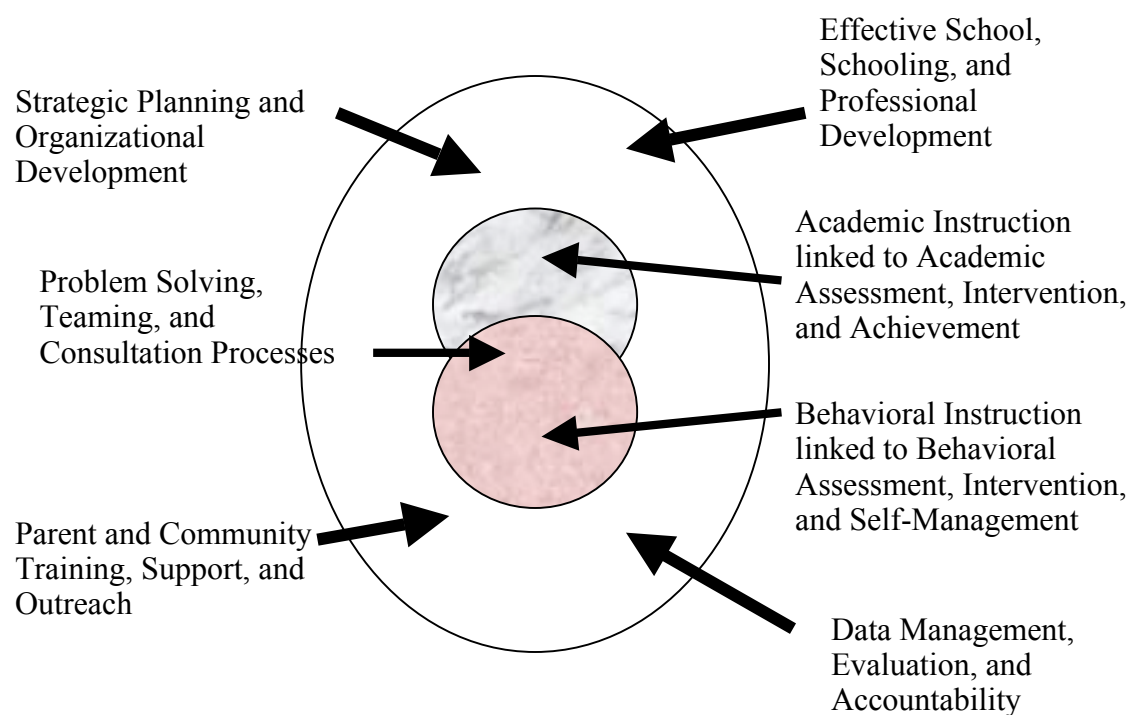 Effective School,
Schooling, and
Professional
Development
Strategic Planning and
Organizational
Development
Academic Instruction
linked to Academic
Assessment, Intervention,
and Achievement
Problem Solving,
Teaming, and
Consultation Processes
Behavioral Instruction
linked to Behavioral
Assessment, Intervention,
and Self-Management
Parent and Community
Training, Support, and
Outreach
Data Management,
Evaluation, and
Accountability